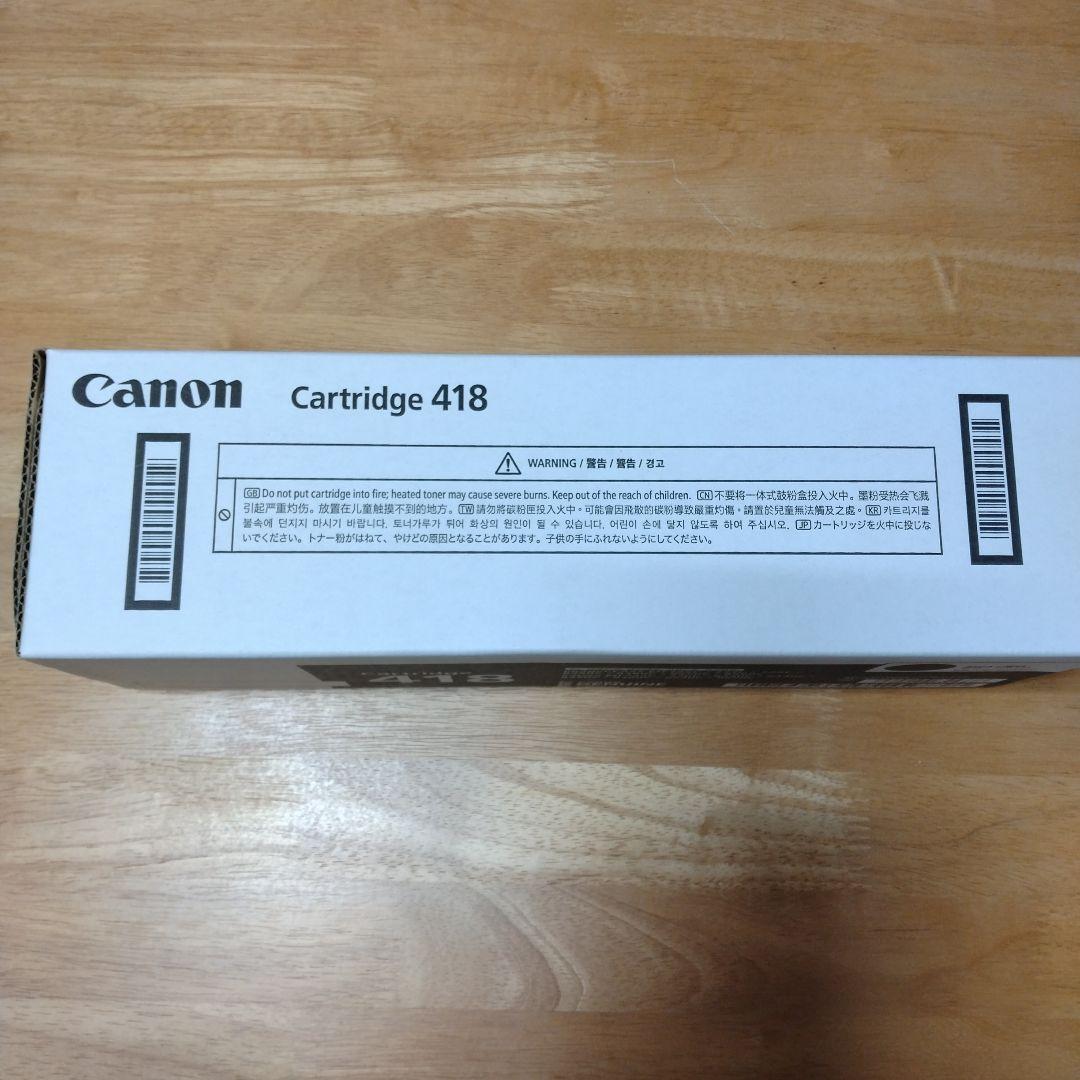 Canon Cartridge 418
WARNING / 警告 / 警告 / 경고
GB Do not put cartridge into fire; heated toner may cause severe burns. Keep out of the reach of children. CN 不要将一体式鼓粉盒投入火中。墨粉受热会飞溅
引起严重灼伤。放置在儿童触摸不到的地方。 TW 請勿將碳粉匣投入火中。可能會因飛散的碳粉導致嚴重灼傷。請置於兒童無法觸及之處。 KR 카트리지를
불속에 던지지 마시기 바랍니다. 토너가루가 튀어 화상의 원인이 될 수 있습니다. 어린이 손에 닿지 않도록 하여 주십시오. JP カートリッジを火中に投じな
いでください。トナー粉がはねて、やけどの原因となることがあります。子供の手にふれないようにしてください。
418